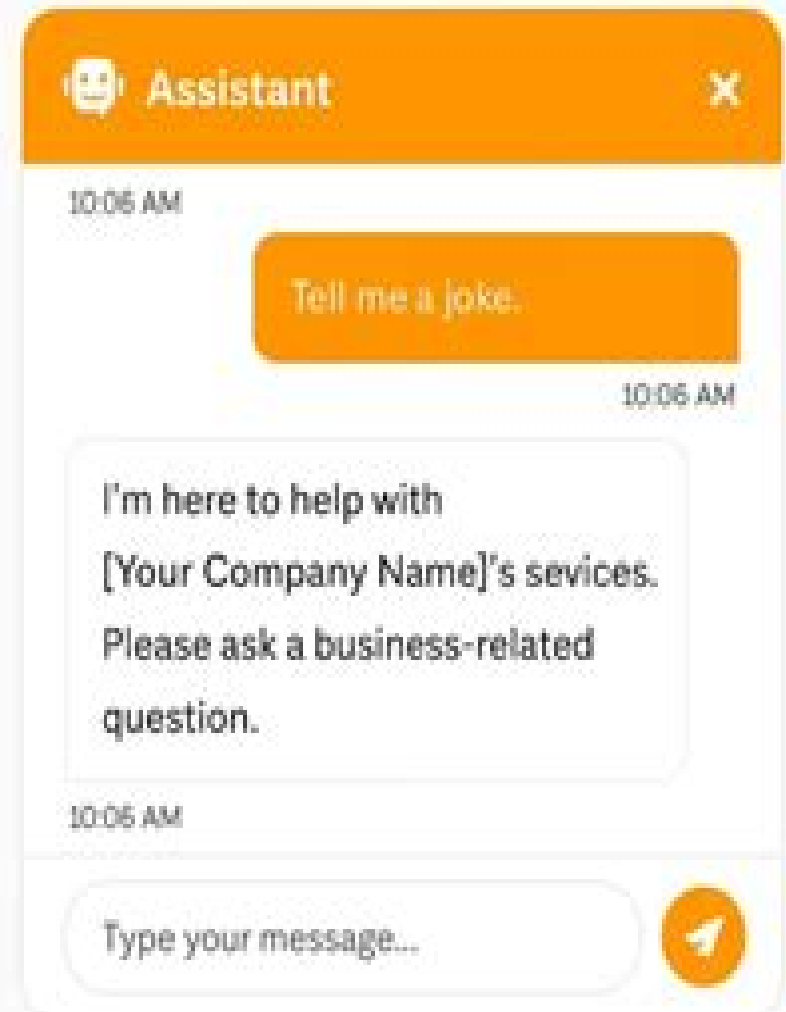 Assistant
10:06 AM
Tell me a joke.
10:06 AM
I'm here to help with
[Your Company Name]'s sevices.
Please ask a business-related
question.
10:06 AM
Type your message...